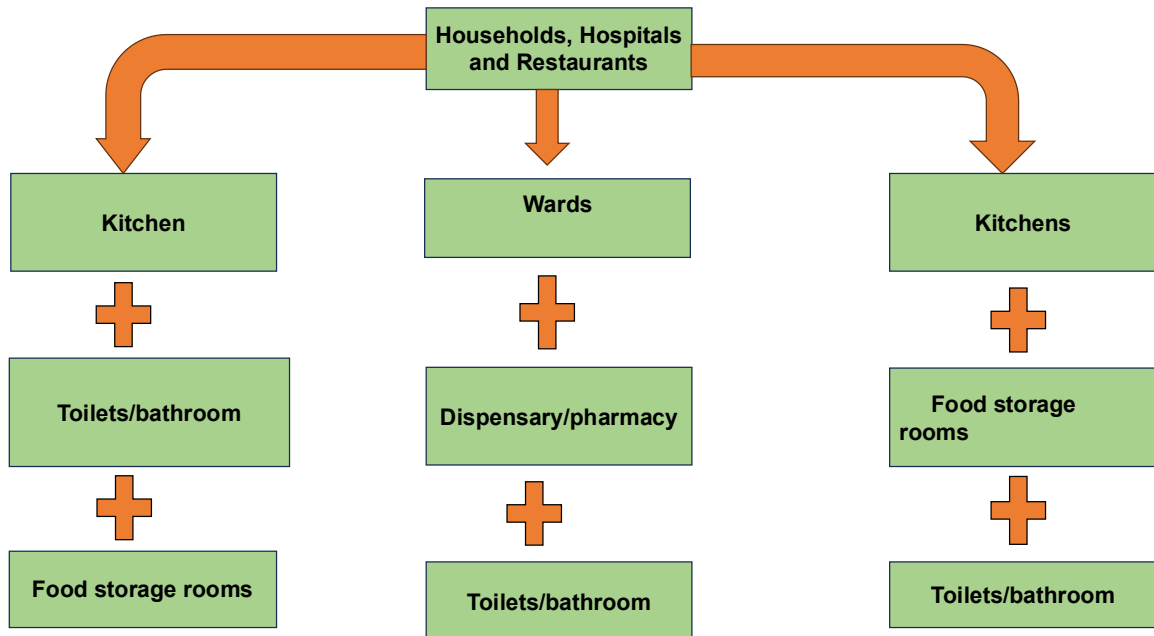 Households, Hospitals
and Restaurants
Kitchen
Wards
Kitchens
Toilets/bathroom
Dispensary/pharmacy
Food storage
rooms
Food storage rooms
Toilets/bathroom
Toilets/bathroom